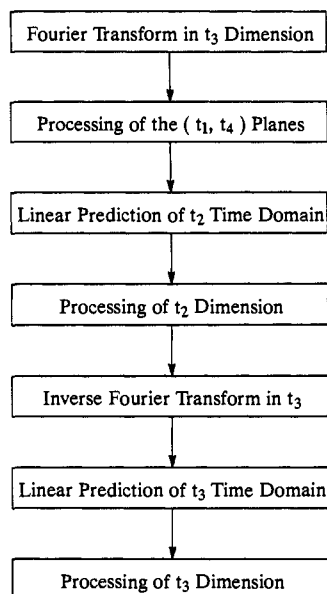 Fourier Transform in t₃ Dimension
Processing of the ( t₁, t₄ ) Planes
Linear Prediction of t₂ Time Domain
Processing of t₂ Dimension
Inverse Fourier Transform in t₃
Linear Prediction of t₃ Time Domain
Processing of t₃ Dimension